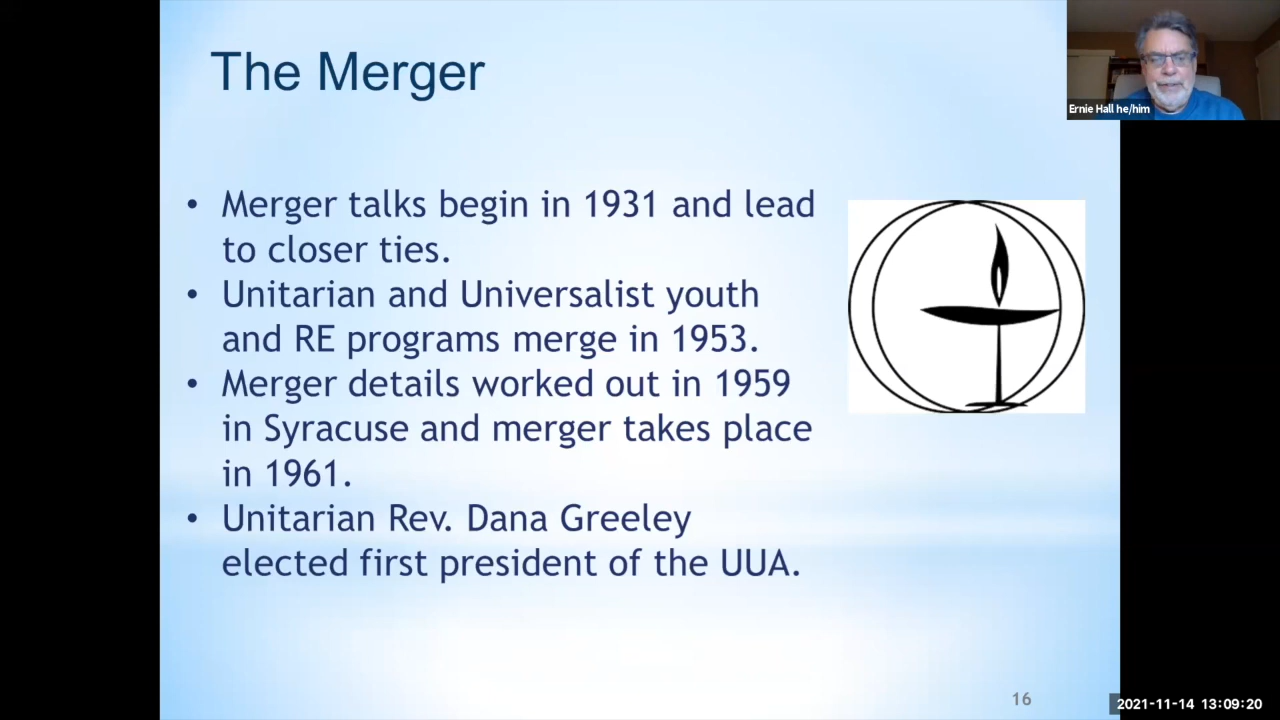 The Merger
Ernie Hall he/him
• Merger talks begin in 1931 and lead
to closer ties.
• Unitarian and Universalist youth
and RE programs merge in 1953.
• Merger details worked out in 1959
in Syracuse and merger takes place
in 1961.
• Unitarian Rev. Dana Greeley
elected first president of the UUA.
16
2021-11-14 13:09:20